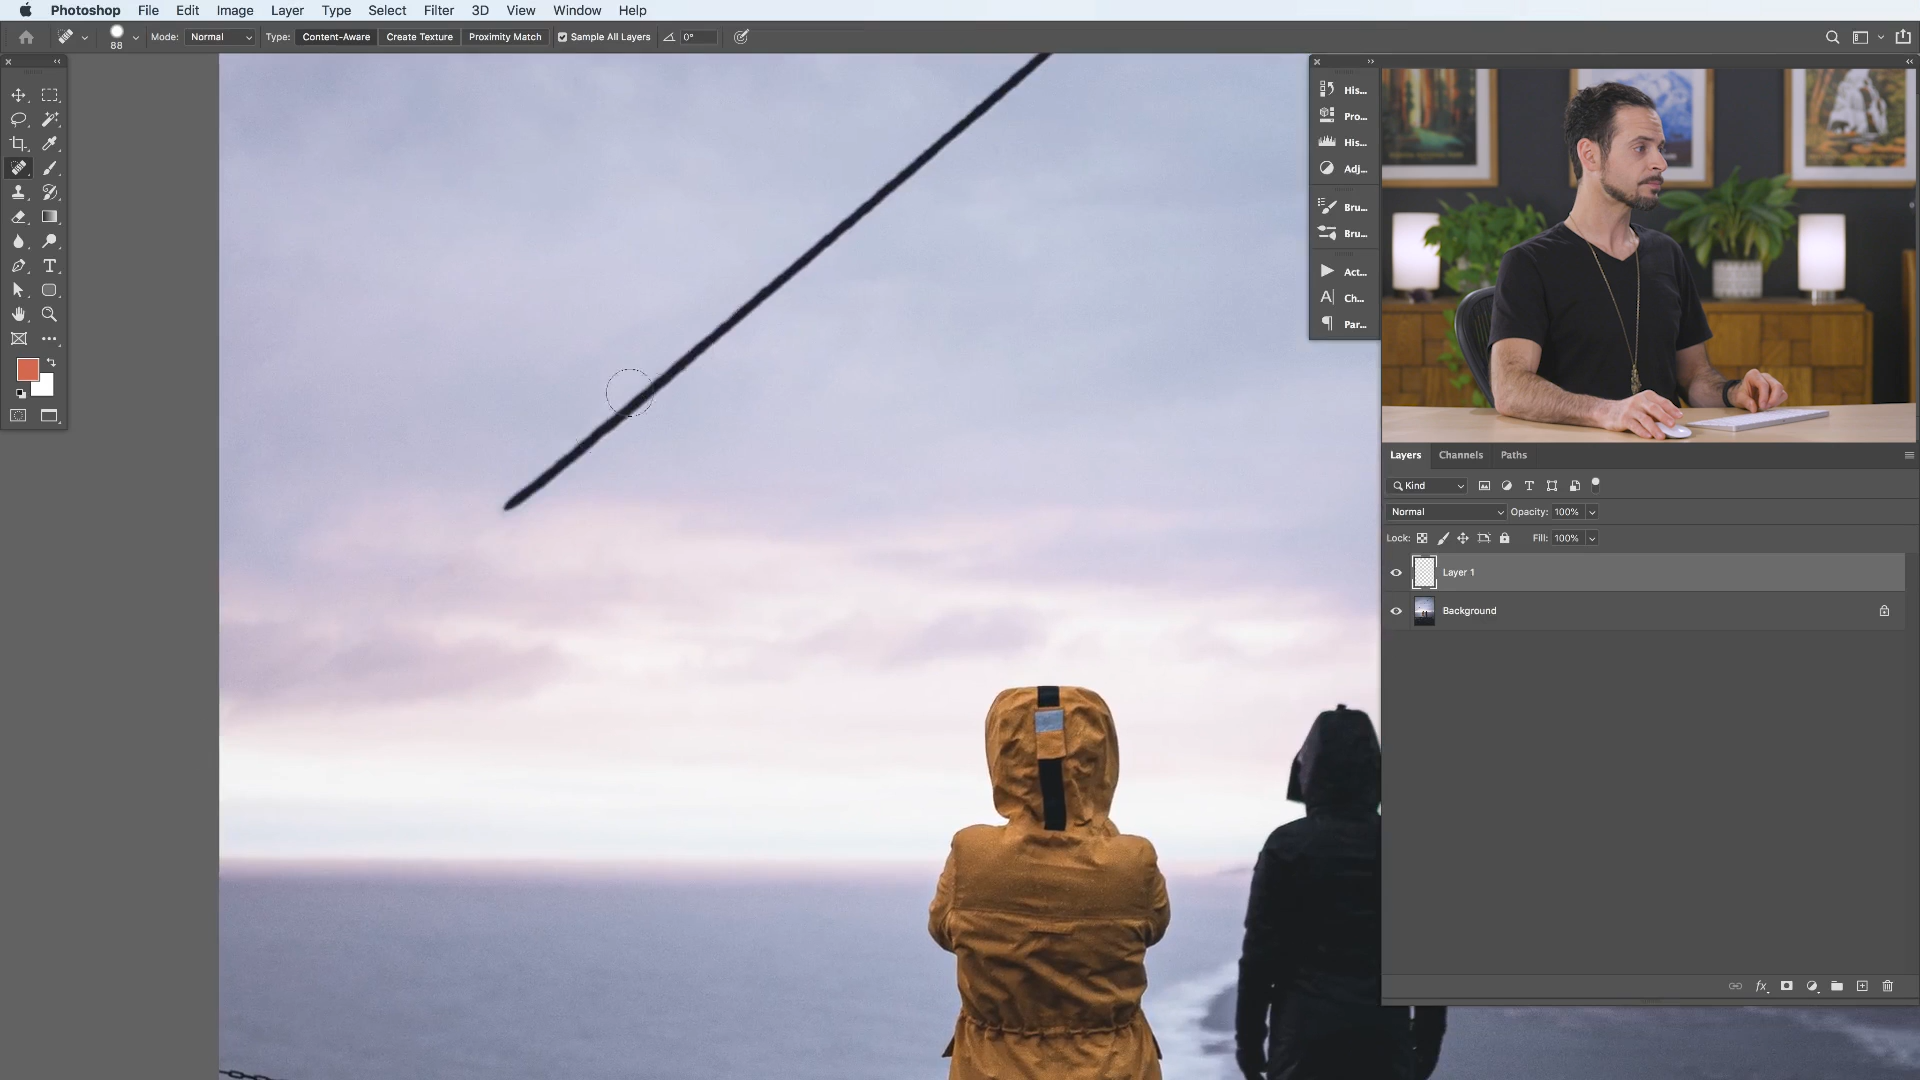 Photoshop File Edit Image Layer Type Select Filter 3D View Window Help
88 Mode: Normal Type: Content-Aware Create Texture Proximity Match Sample All Layers 0°
His...
Pro...
His...
Adj...
Bru...
Bru...
Act...
Ch...
Par...
Layers Channels Paths
Kind
Normal Opacity: 100%
Lock: Fill: 100%
Layer 1
Background
fx